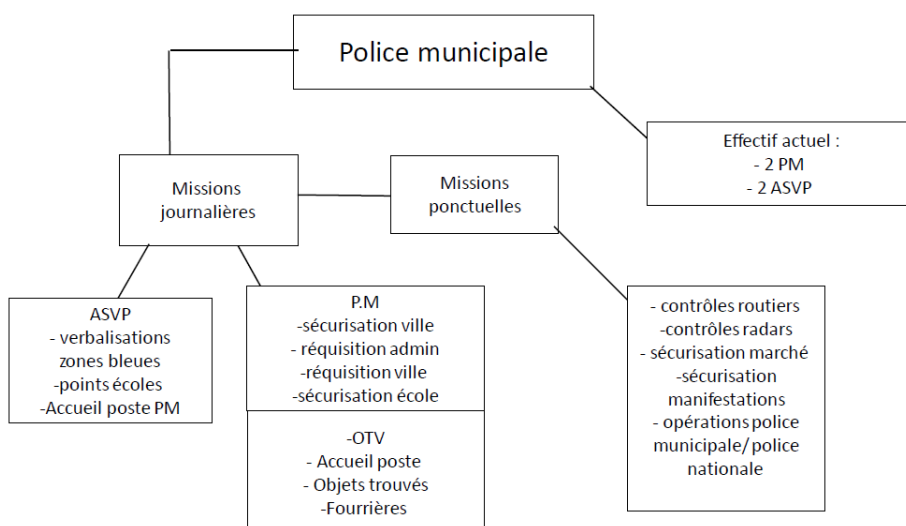 Police municipale
Effectif actuel :
- 2 PM
- 2 ASVP
Missions
journalières
Missions
ponctuelles
ASVP
- verbalisations
zones bleues
-points écoles
-Accueil poste PM
P.M
-sécurisation ville
- réquisition admin
-réquisition ville
-sécurisation école
-OTV
- Accueil poste
- Objets trouvés
-Fourrières
- contrôles routiers
-contrôles radars
- sécurisation marché
-sécurisation
manifestations
- opérations police
municipale/ police
nationale